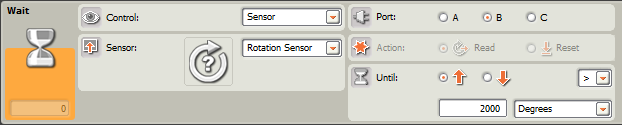 Wait
Control: Sensor
Sensor: Rotation Sensor
0
Port: A B C
Action: Read Reset
Until: >
2000 Degrees